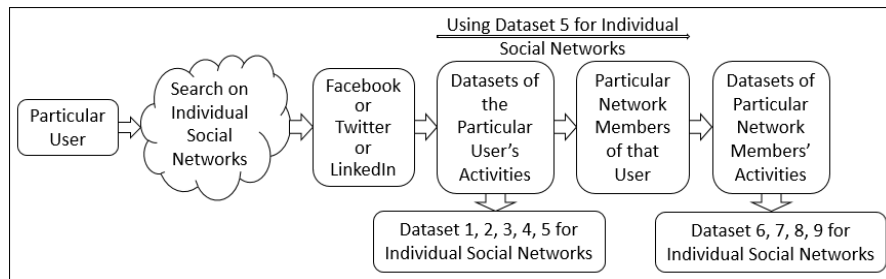 Using Dataset 5 for Individual
Social Networks
Particular
User
Search on
Individual
Social
Networks
Facebook
or
Twitter
or
LinkedIn
Datasets of
the
Particular
User's
Activities
Particular
Network
Members
of that
User
Datasets of
Particular
Network
Members'
Activities
Dataset 1, 2, 3, 4, 5 for
Individual Social Networks
Dataset 6, 7, 8, 9 for
Individual Social Networks